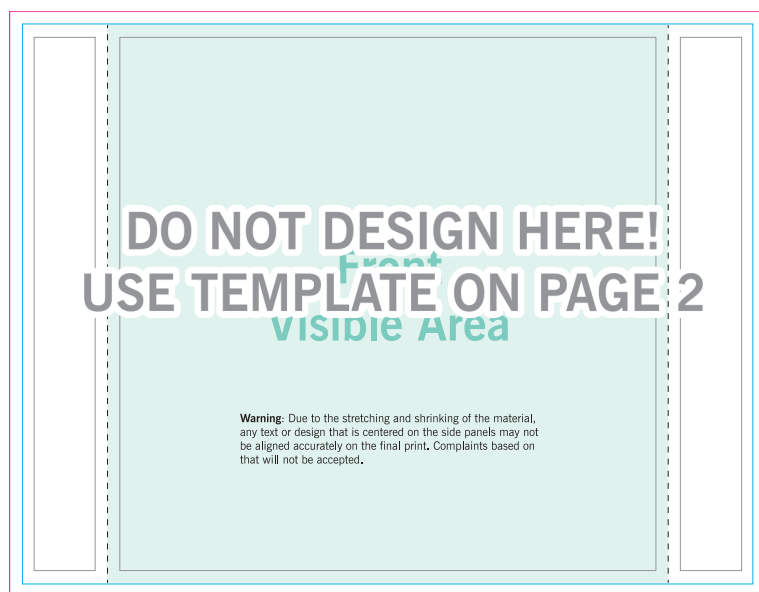 DO NOT DESIGN HERE!
Front
USE TEMPLATE ON PAGE 2
Visible Area
Warning: Due to the stretching and shrinking of the material,
any text or design that is centered on the side panels may not
be aligned accurately on the final print. Complaints based on
that will not be accepted.